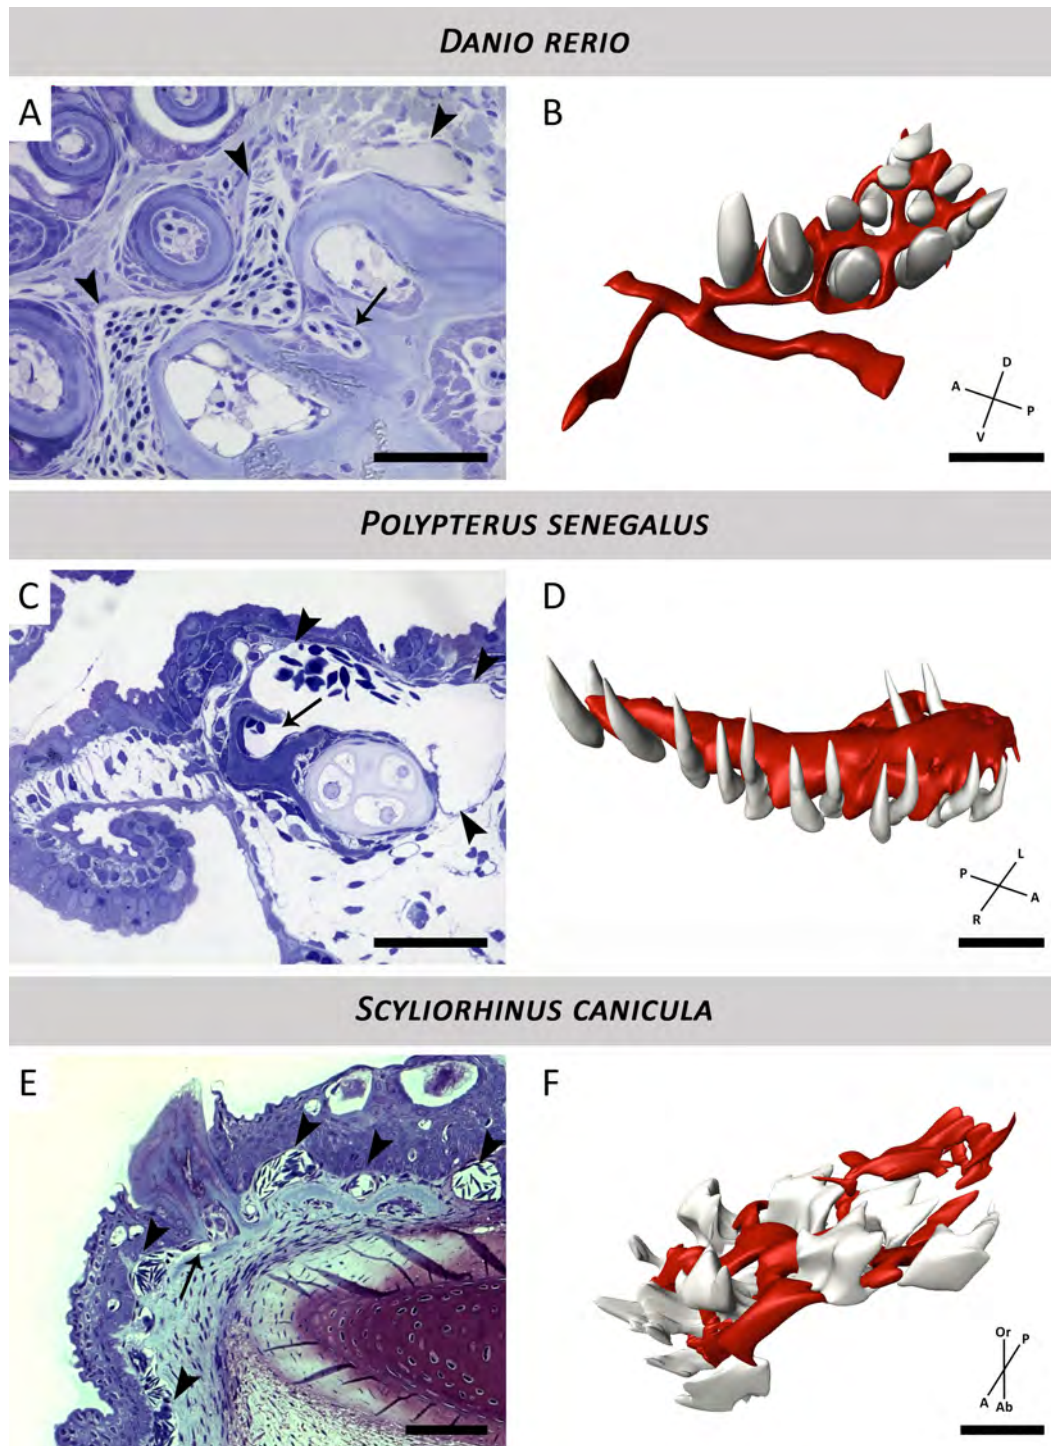 DANIO RERIO
A
B
D
A
P
V
POLYPTERUS SENEGALUS
C
D
L
P
A
R
SCYLIORHINUS CANICULA
E
F
Or
P
A
Ab